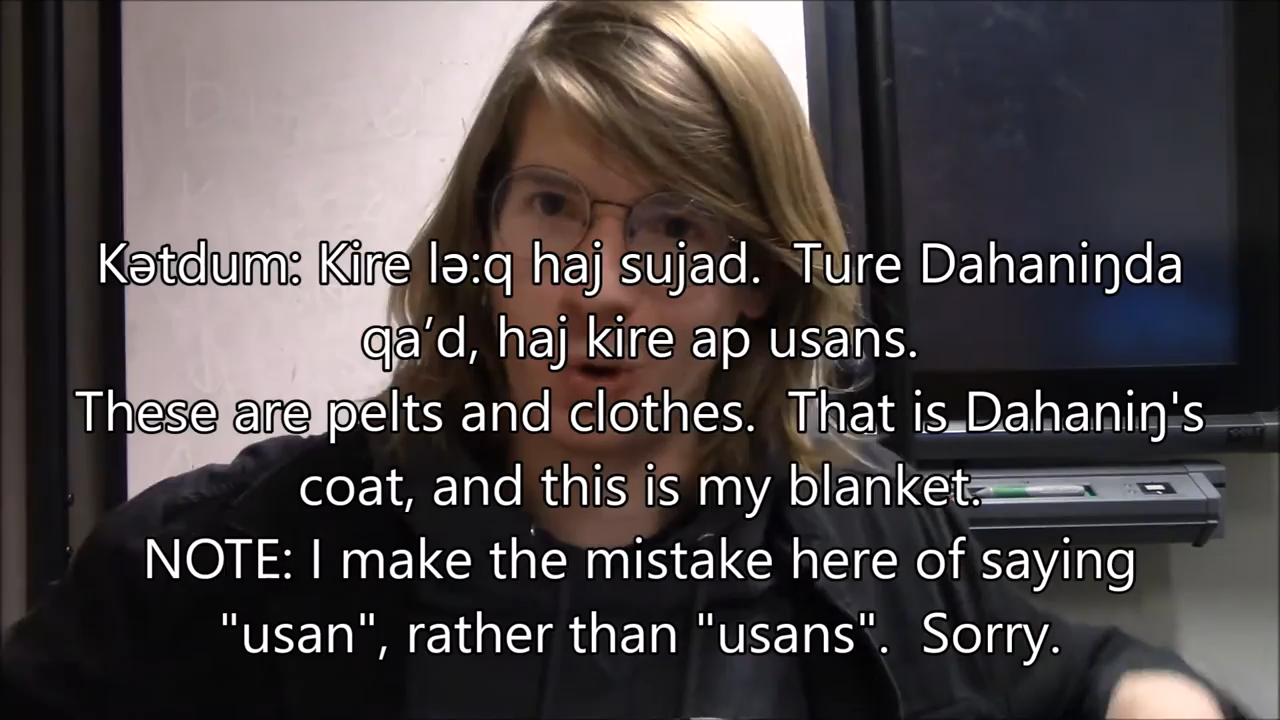 Kətdum: Kire lə:q haj sujad.  Ture Dahaniŋda
qa’d, haj kire ap usans.
These are pelts and clothes.  That is Dahaniŋ's
coat, and this is my blanket.
NOTE: I make the mistake here of saying
"usan", rather than "usans".  Sorry.